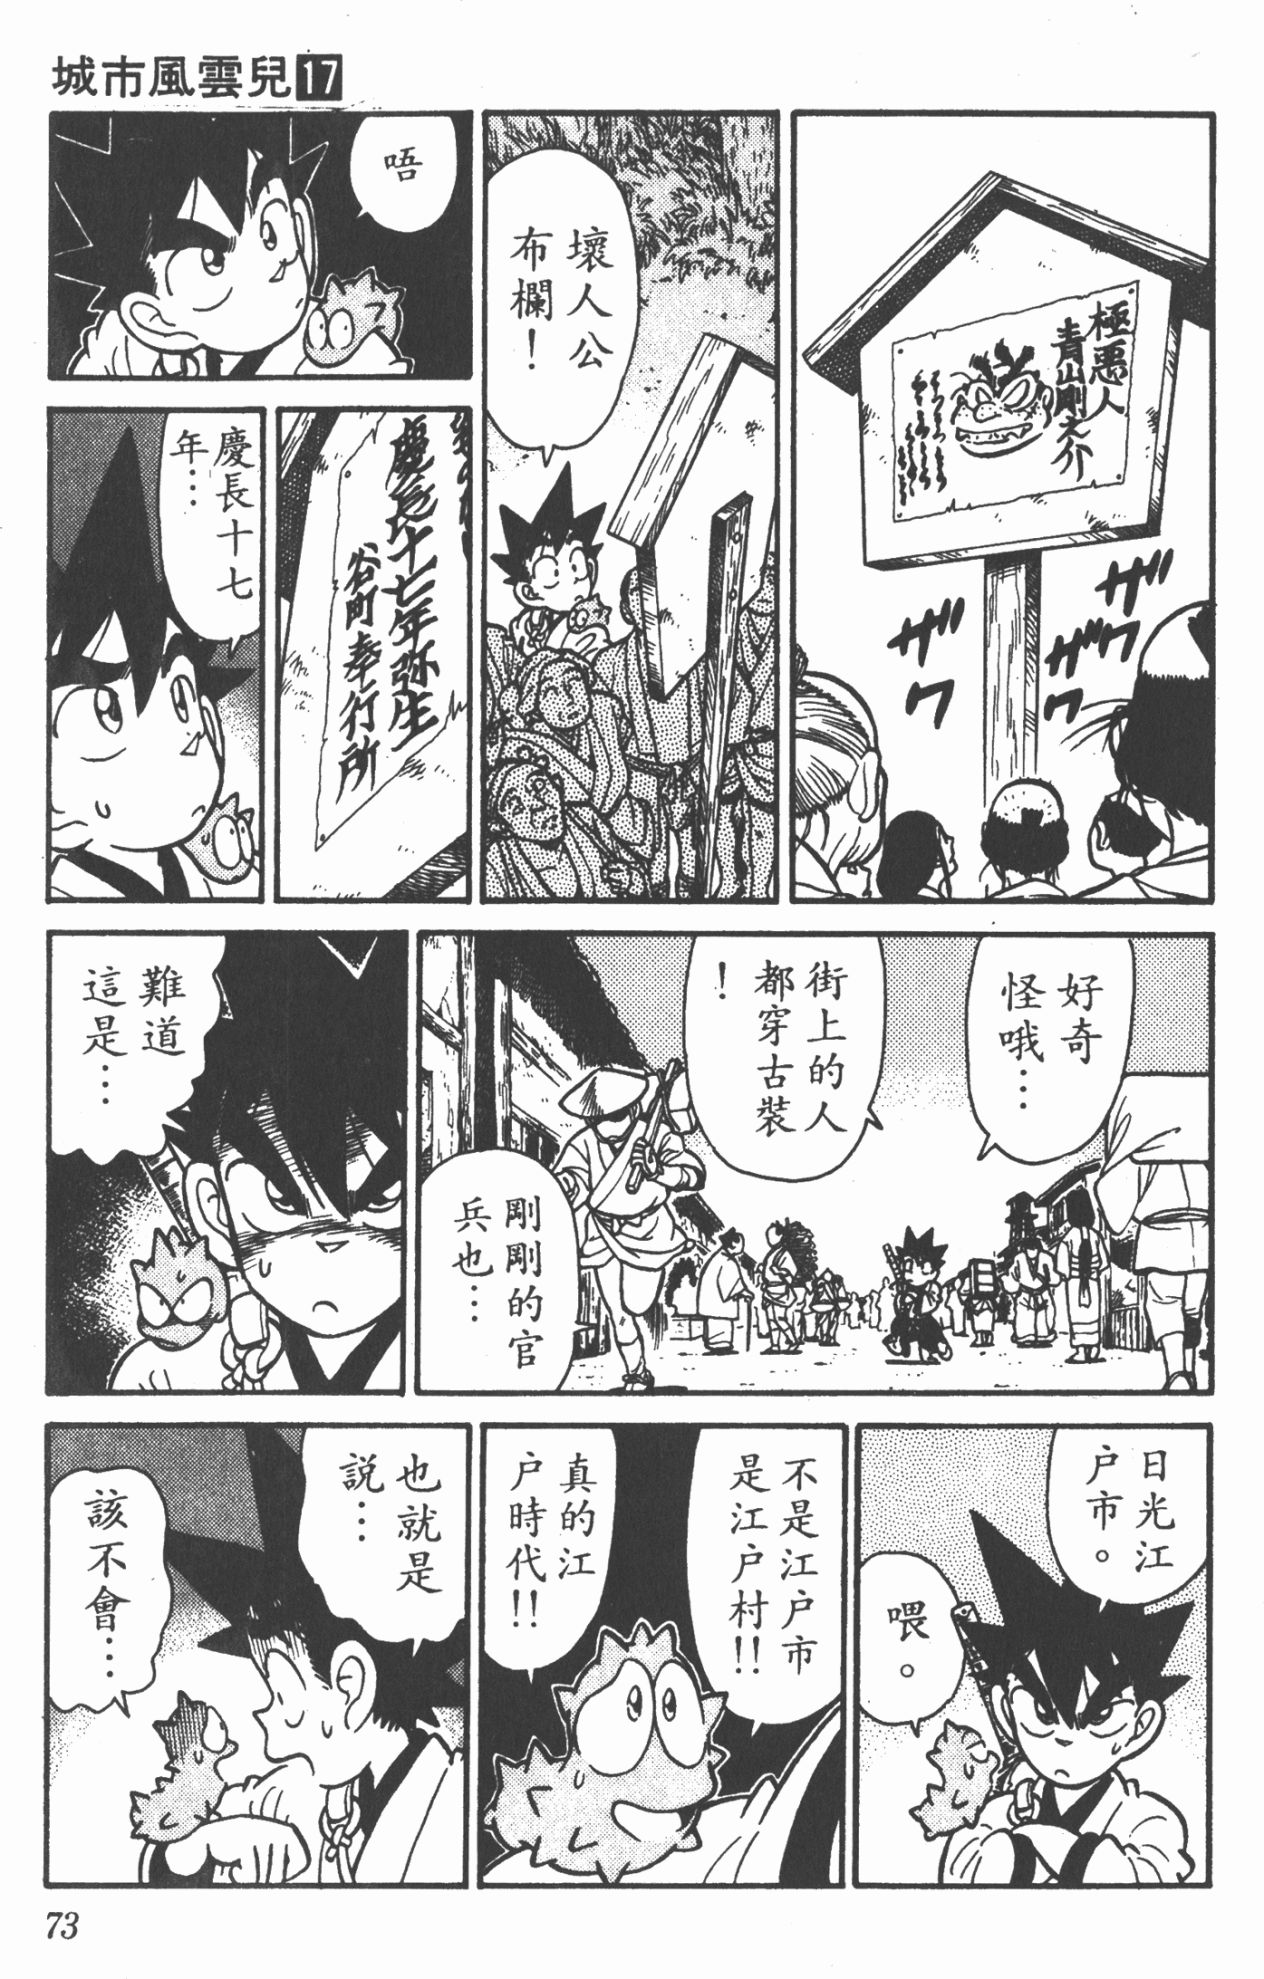 城市風雲兒17
極悪人
青山剛之介
ザワ
ザワ
ザワ
壞人公
布欄！
唔
慶長十七年弥生
谷町奉行所
慶長十七
年…
好奇
怪哦…
街上的人
都穿古裝
！
剛剛的官
兵也…
難道
這是…
日光江
户市。
喂。
不是江户市
是江户村!!
真的江
户時代!!
也就是
説…
該不會…
73